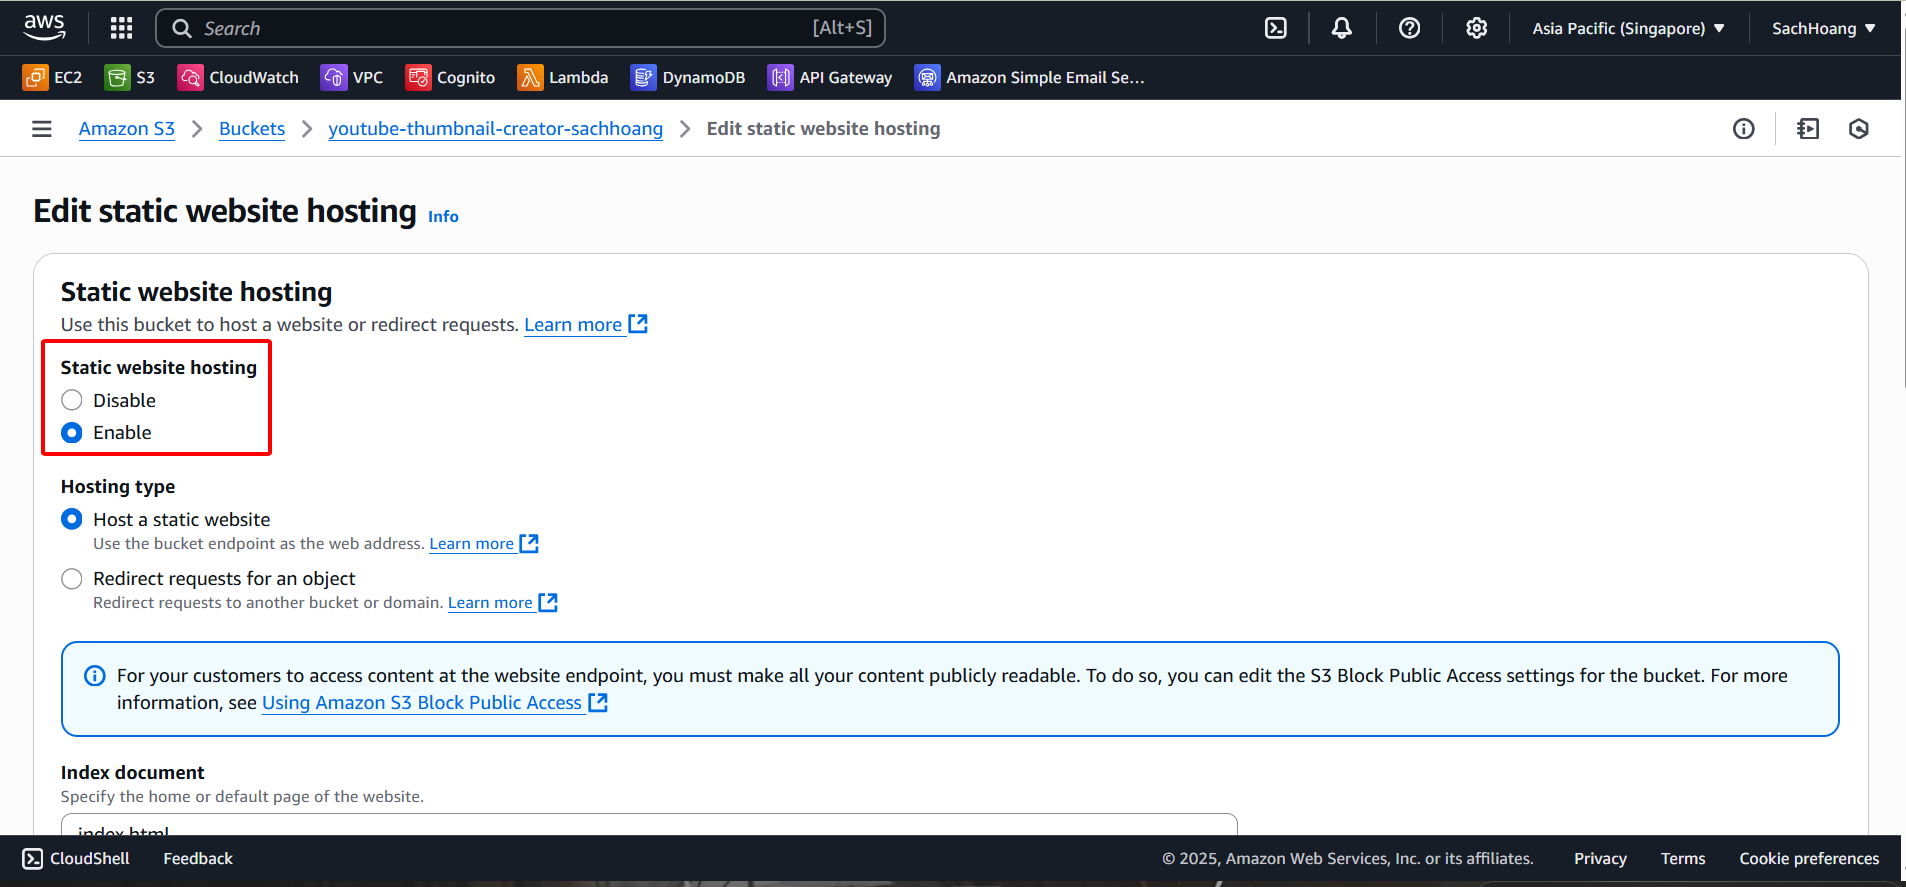 aws
Search [Alt+S]
Asia Pacific (Singapore)
SachHoang
EC2
S3
CloudWatch
VPC
Cognito
Lambda
DynamoDB
API Gateway
Amazon Simple Email Se...
Amazon S3
Buckets
youtube-thumbnail-creator-sachhoang
Edit static website hosting
Edit static website hosting Info
Static website hosting
Use this bucket to host a website or redirect requests. Learn more
Static website hosting
Disable
Enable
Hosting type
Host a static website
Use the bucket endpoint as the web address. Learn more
Redirect requests for an object
Redirect requests to another bucket or domain. Learn more
For your customers to access content at the website endpoint, you must make all your content publicly readable. To do so, you can edit the S3 Block Public Access settings for the bucket. For more
information, see Using Amazon S3 Block Public Access
Index document
Specify the home or default page of the website.
index.html
CloudShell
Feedback
© 2025, Amazon Web Services, Inc. or its affiliates.
Privacy
Terms
Cookie preferences